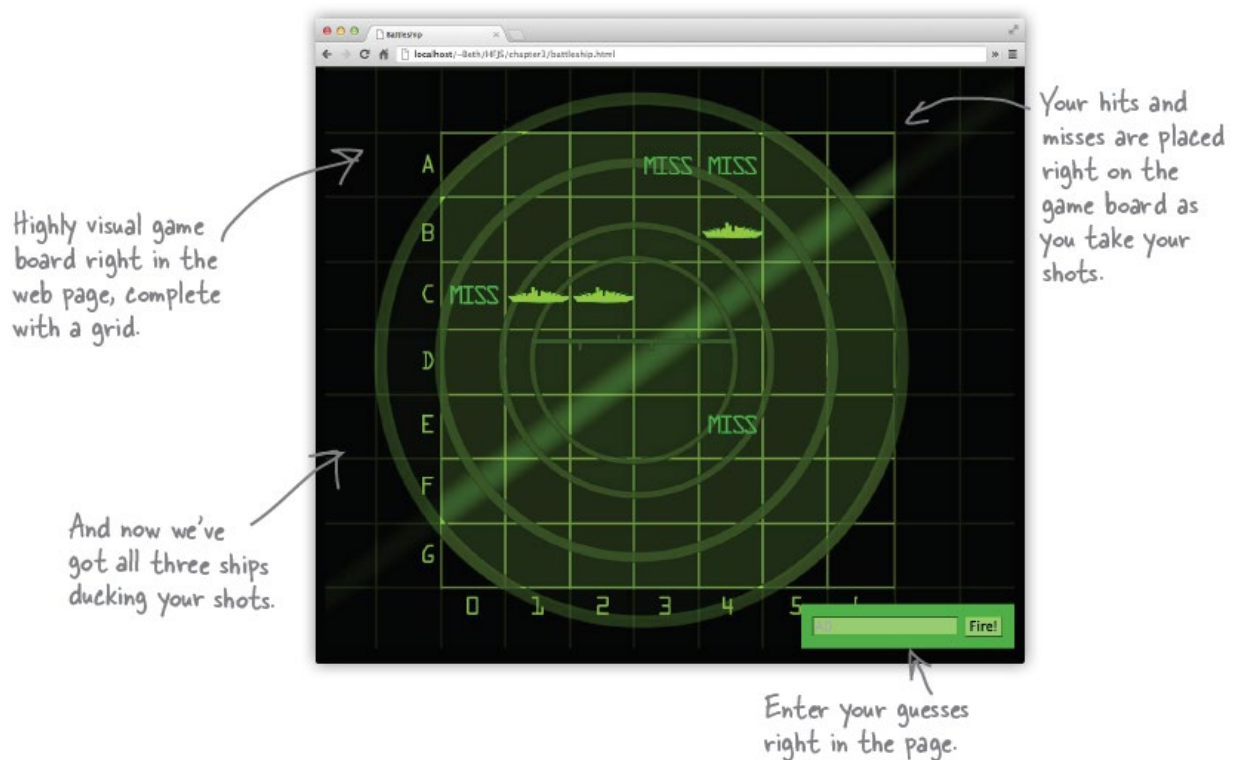 Battleship
localhost/~Beth/HFJS/chapter3/battleship.html
Highly visual game
board right in the
web page, complete
with a grid.
Your hits and
misses are placed
right on the
game board as
you take your
shots.
A MISS MISS
B
C MISS
D
E MISS
F
G
0 1 2 3 4 5
And now we've
got all three ships
ducking your shots.
Fire!
Enter your guesses
right in the page.